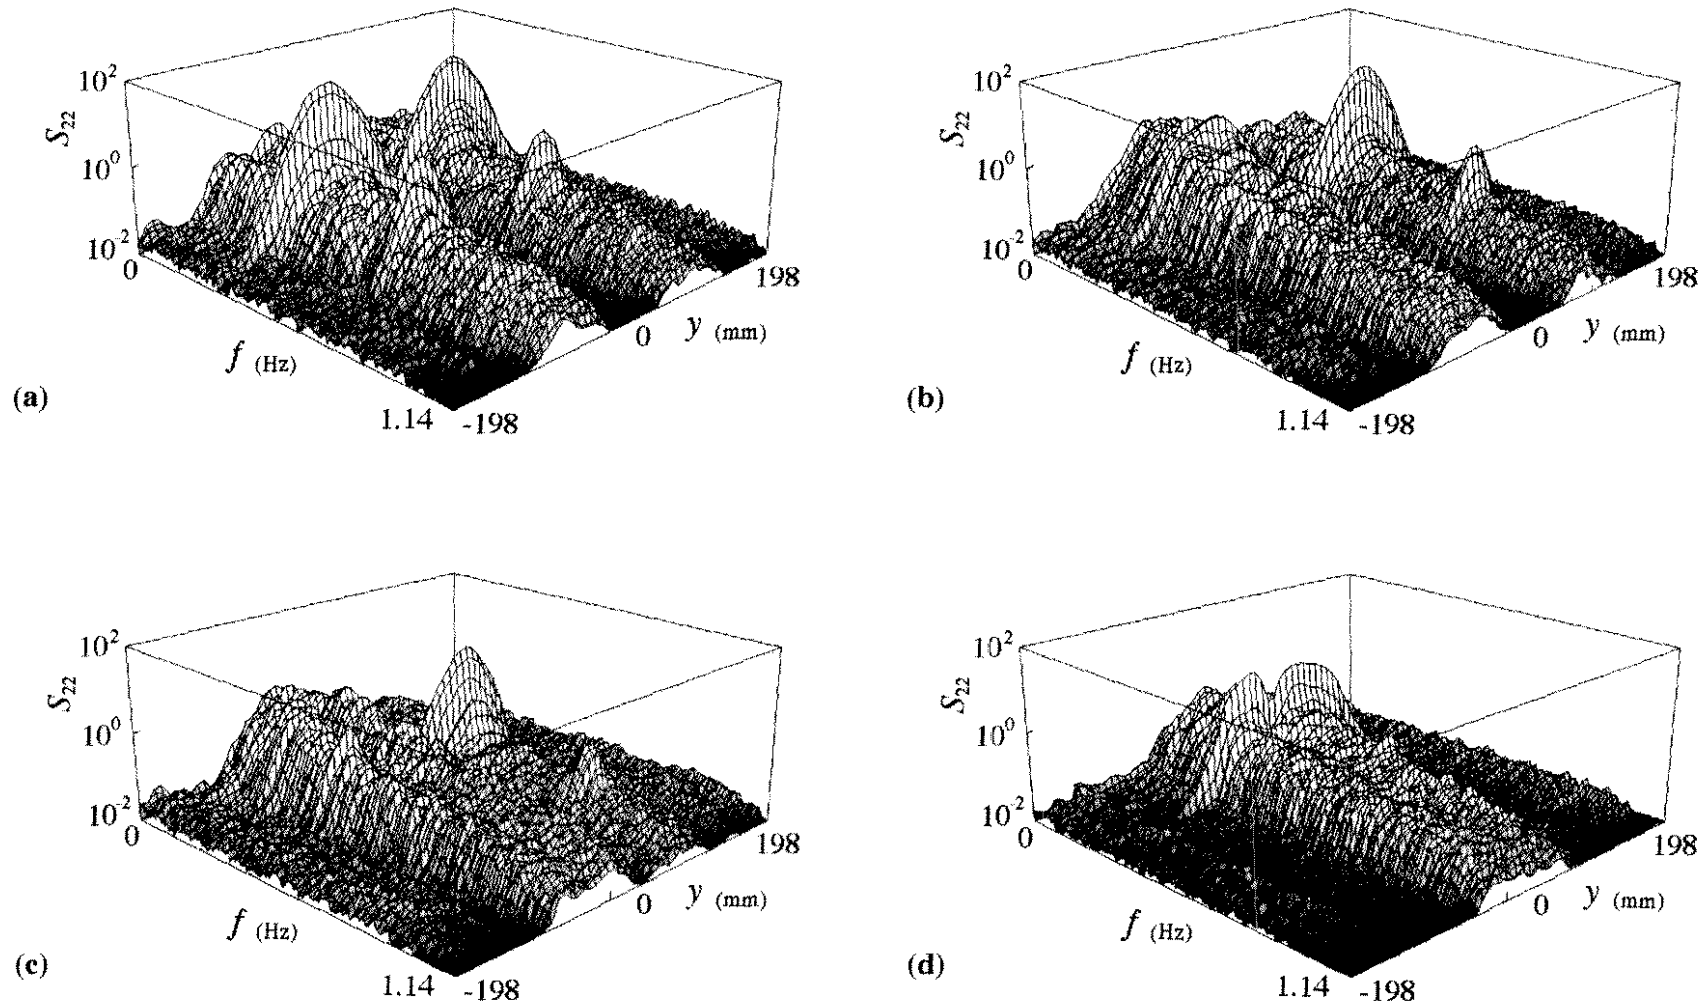 10²
S₂₂
10⁰
10⁻²
0
f (Hz)
1.14
-198
0
y (mm)
198
(a)
10²
S₂₂
10⁰
10⁻²
0
f (Hz)
1.14
-198
0
y (mm)
198
(b)
10²
S₂₂
10⁰
10⁻²
0
f (Hz)
1.14
-198
0
y (mm)
198
(c)
10²
S₂₂
10⁰
10⁻²
0
f (Hz)
1.14
-198
0
y (mm)
198
(d)